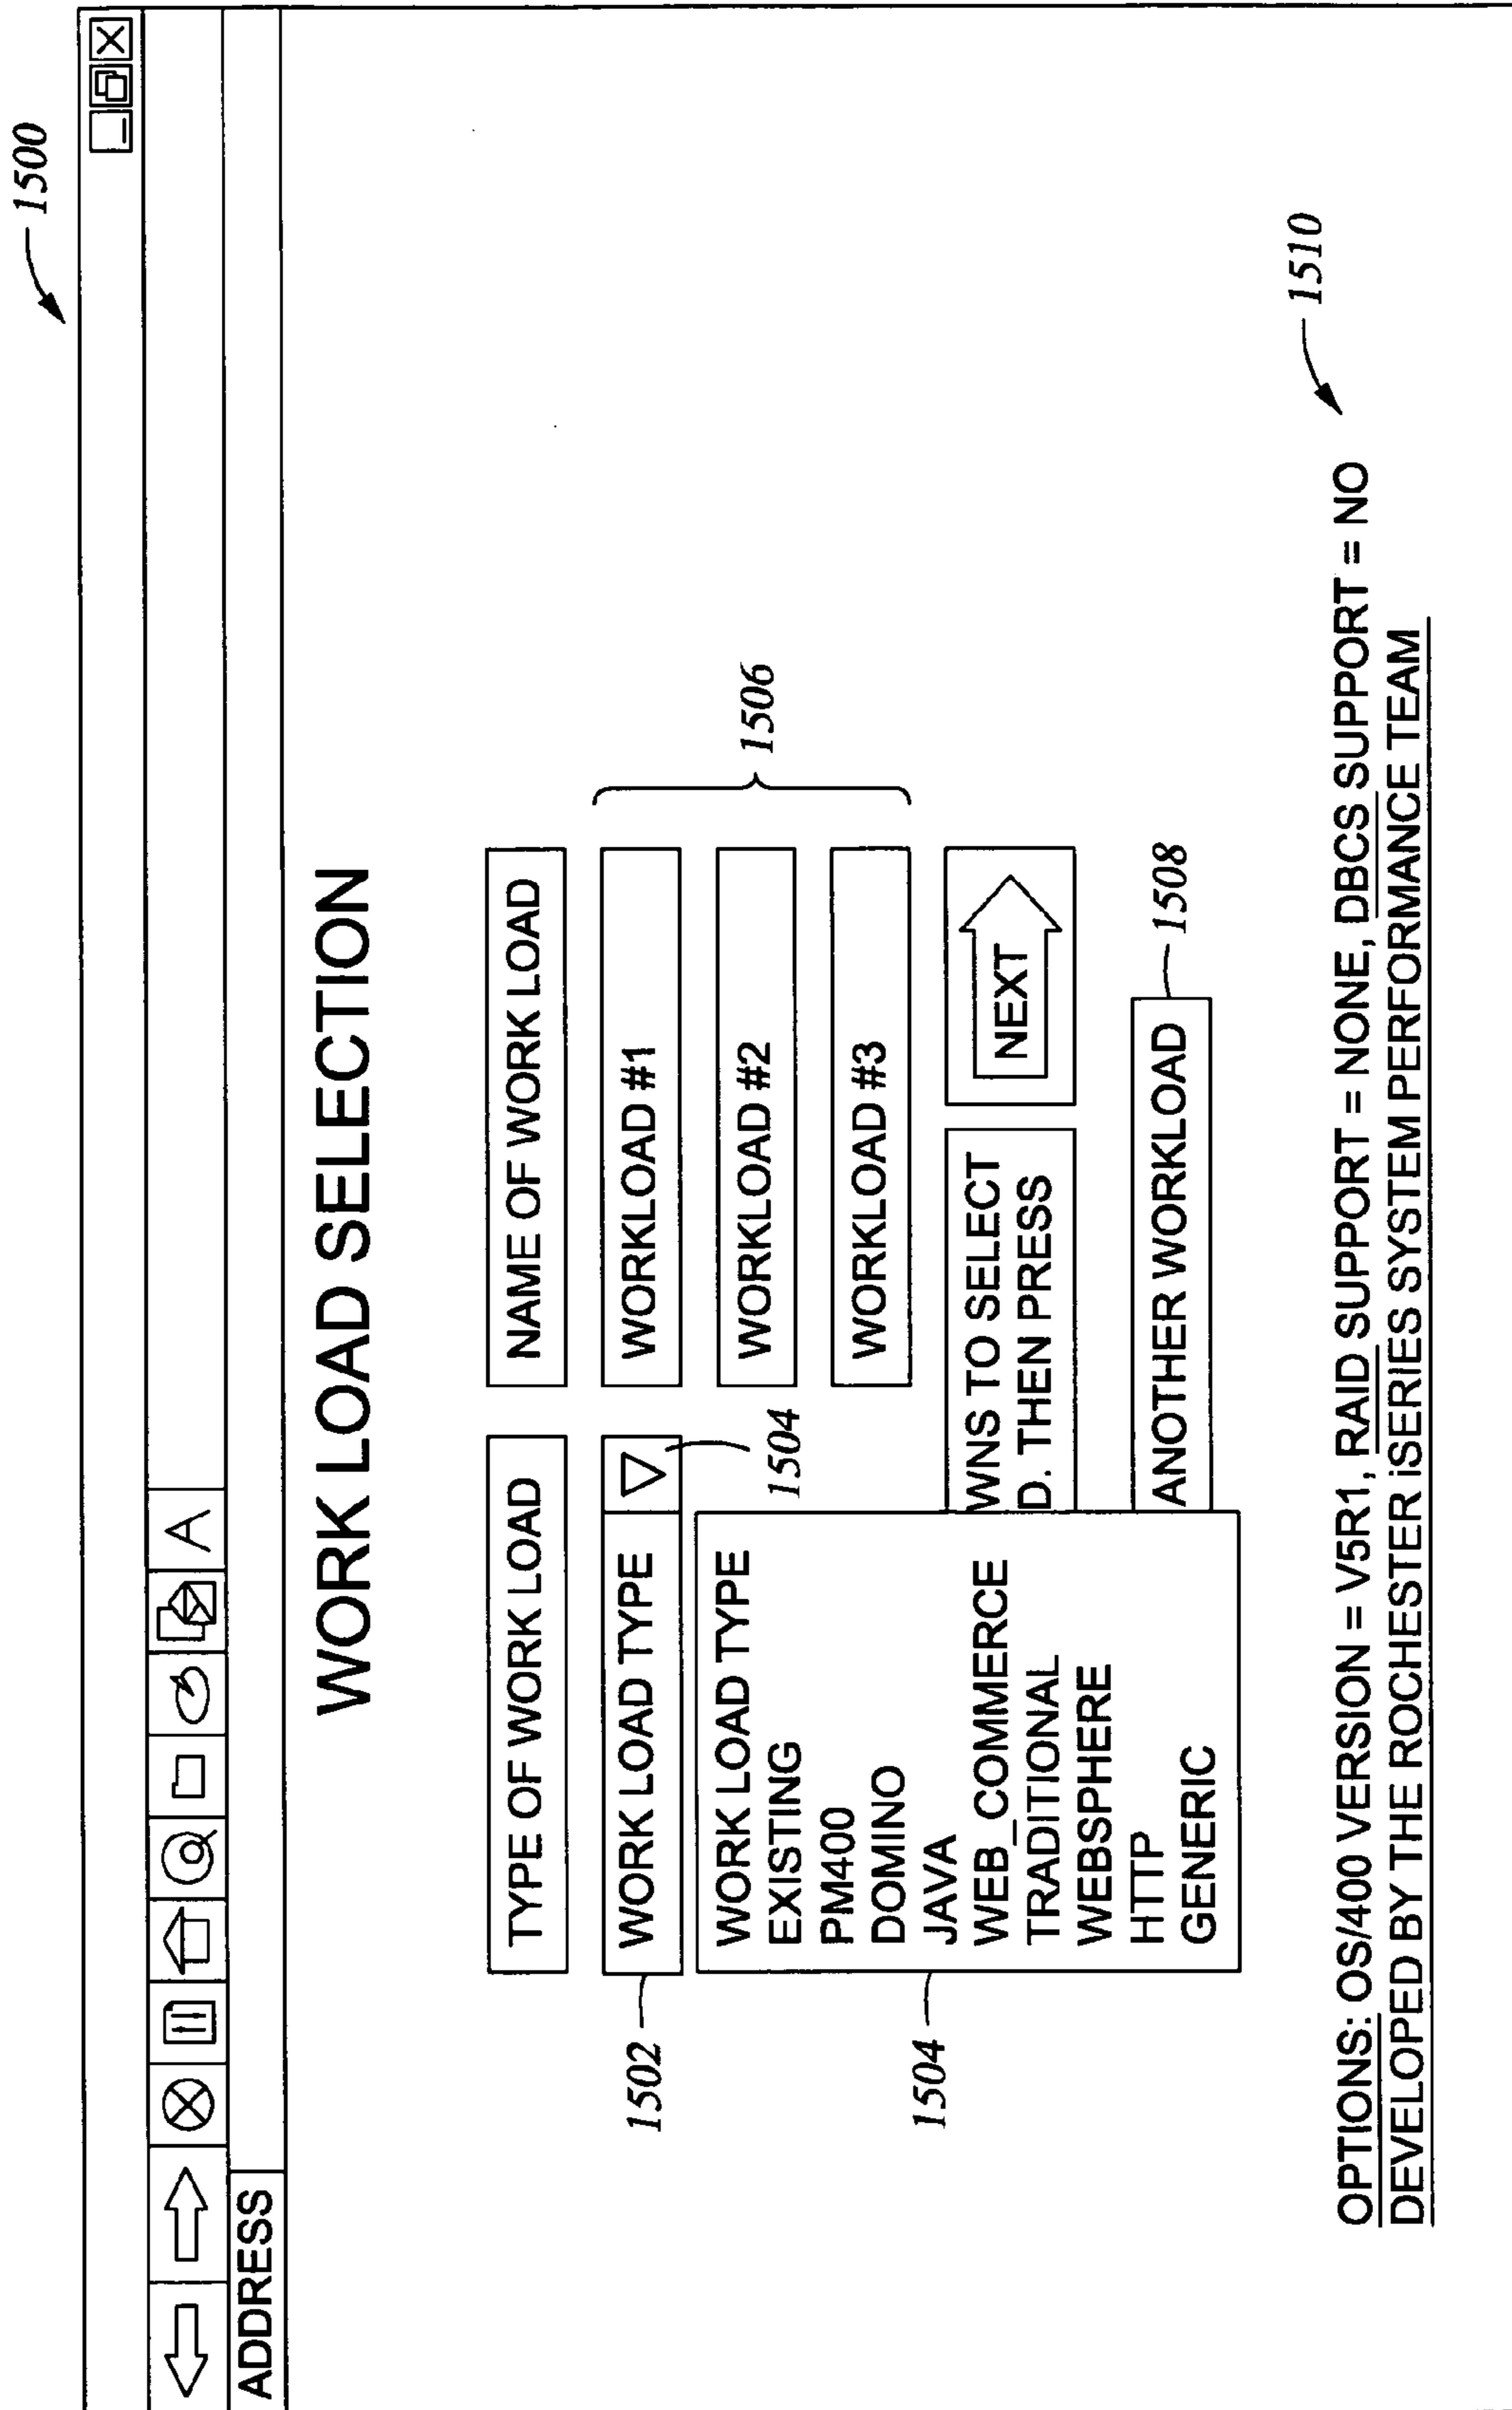 1500
ADDRESS
WORK LOAD SELECTION
TYPE OF WORK LOAD
NAME OF WORK LOAD
WORK LOAD TYPE
1502
1504
WORKLOAD #1
WORKLOAD #2
WORKLOAD #3
1506
WORK LOAD TYPE
EXISTING
PM400
DOMINO
JAVA
WEB_COMMERCE
TRADITIONAL
WEBSPHERE
HTTP
GENERIC
1504
WNS TO SELECT
D. THEN PRESS
NEXT
ANOTHER WORKLOAD
1508
1510
OPTIONS: OS/400 VERSION = V5R1, RAID SUPPORT = NONE, DBCS SUPPORT = NO
DEVELOPED BY THE ROCHESTER iSERIES SYSTEM PERFORMANCE TEAM